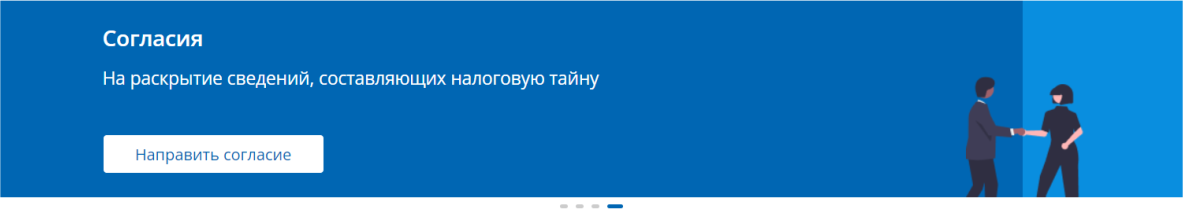 Согласия
На раскрытие сведений, составляющих налоговую тайну
Направить согласие